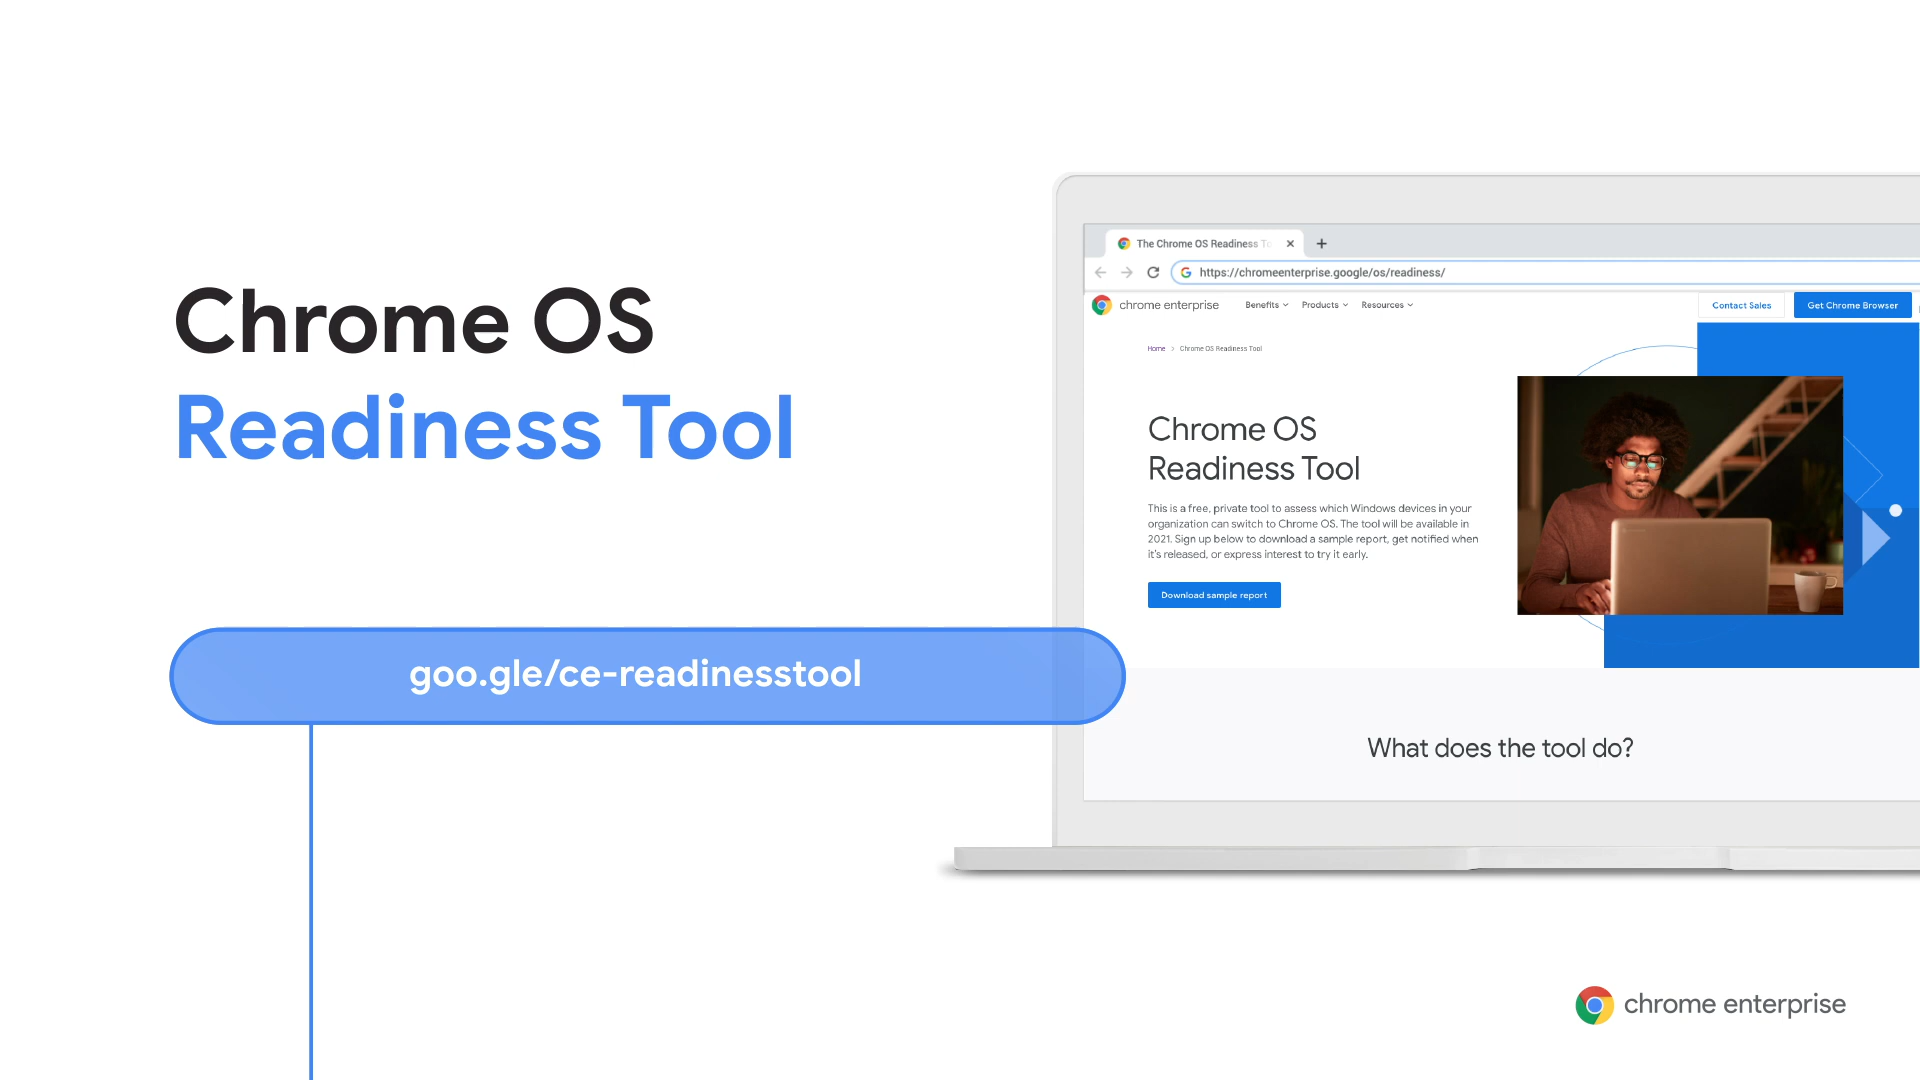 Chrome OS
Readiness Tool
goo.gle/ce-readinesstool
The Chrome OS Readiness To
https://chromeenterprise.google/os/readiness/
chrome enterprise
Benefits
Products
Resources
Contact Sales
Get Chrome Browser
Home > Chrome OS Readiness Tool
Chrome OS
Readiness Tool
This is a free, private tool to assess which Windows devices in your
organization can switch to Chrome OS. The tool will be available in
2021. Sign up below to download a sample report, get notified when
it's released, or express interest to try it early.
Download sample report
What does the tool do?
chrome enterprise